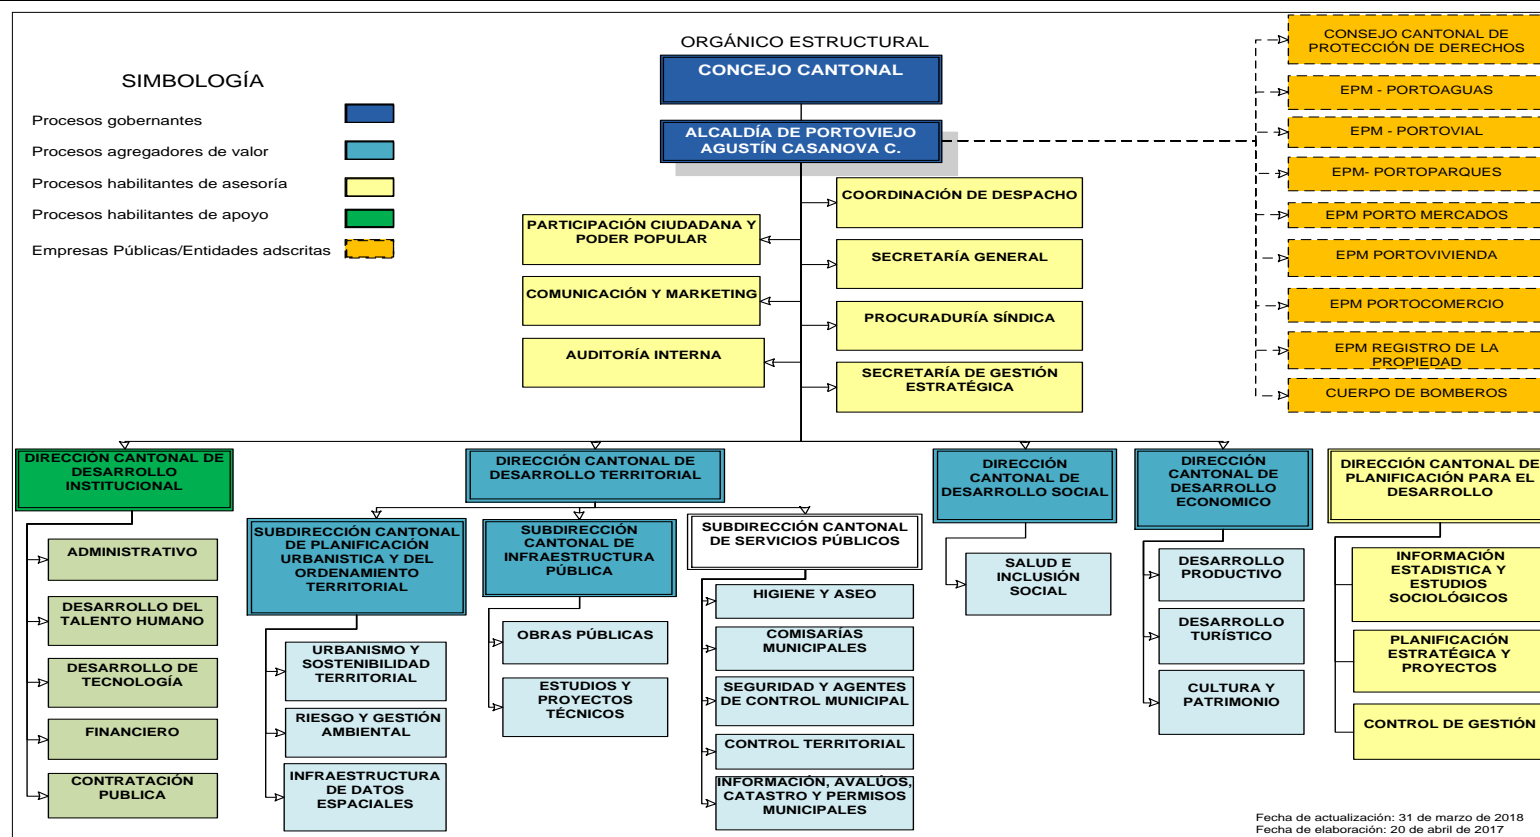 ORGÁNICO ESTRUCTURAL
CONCEJO CANTONAL
ALCALDÍA DE PORTOVIEJO
AGUSTÍN CASANOVA C.
SIMBOLOGÍA
Procesos gobernantes
Procesos agregadores de valor
Procesos habilitantes de asesoría
Procesos habilitantes de apoyo
Empresas Públicas/Entidades adscritas
CONSEJO CANTONAL DE
PROTECCIÓN DE DERECHOS
EPM - PORTOAGUAS
EPM - PORTOVIAL
EPM- PORTOPARQUES
EPM PORTO MERCADOS
EPM PORTOVIVIENDA
EPM PORTOCOMERCIO
EPM REGISTRO DE LA
PROPIEDAD
CUERPO DE BOMBEROS
COORDINACIÓN DE DESPACHO
PARTICIPACIÓN CIUDADANA Y
PODER POPULAR
SECRETARÍA GENERAL
COMUNICACIÓN Y MARKETING
PROCURADURÍA SÍNDICA
AUDITORÍA INTERNA
SECRETARÍA DE GESTIÓN
ESTRATÉGICA
DIRECCIÓN CANTONAL DE
DESARROLLO
INSTITUCIONAL
ADMINISTRATIVO
DESARROLLO DEL
TALENTO HUMANO
DESARROLLO DE
TECNOLOGÍA
FINANCIERO
CONTRATACIÓN
PUBLICA
DIRECCIÓN CANTONAL DE
DESARROLLO TERRITORIAL
SUBDIRECCIÓN CANTONAL
DE PLANIFICACIÓN
URBANISTICA Y DEL
ORDENAMIENTO
TERRITORIAL
URBANISMO Y
SOSTENIBILIDAD
TERRITORIAL
RIESGO Y GESTIÓN
AMBIENTAL
INFRAESTRUCTURA
DE DATOS
ESPACIALES
SUBDIRECCIÓN
CANTONAL DE
INFRAESTRUCTURA
PÚBLICA
OBRAS PÚBLICAS
ESTUDIOS Y
PROYECTOS
TÉCNICOS
SUBDIRECCIÓN CANTONAL
DE SERVICIOS PÚBLICOS
HIGIENE Y ASEO
COMISARÍAS
MUNICIPALES
SEGURIDAD Y AGENTES
DE CONTROL MUNICIPAL
CONTROL TERRITORIAL
INFORMACIÓN, AVALÚOS,
CATASTRO Y PERMISOS
MUNICIPALES
DIRECCIÓN
CANTONAL DE
DESARROLLO SOCIAL
SALUD E
INCLUSIÓN
SOCIAL
DIRECCIÓN
CANTONAL DE
DESARROLLO
ECONOMICO
DESARROLLO
PRODUCTIVO
DESARROLLO
TURÍSTICO
CULTURA Y
PATRIMONIO
DIRECCIÓN CANTONAL DE
PLANIFICACIÓN PARA EL
DESARROLLO
INFORMACIÓN
ESTADISTICA Y
ESTUDIOS
SOCIOLÓGICOS
PLANIFICACIÓN
ESTRATÉGICA Y
PROYECTOS
CONTROL DE GESTIÓN
Fecha de actualización: 31 de marzo de 2018
Fecha de elaboración: 20 de abril de 2017